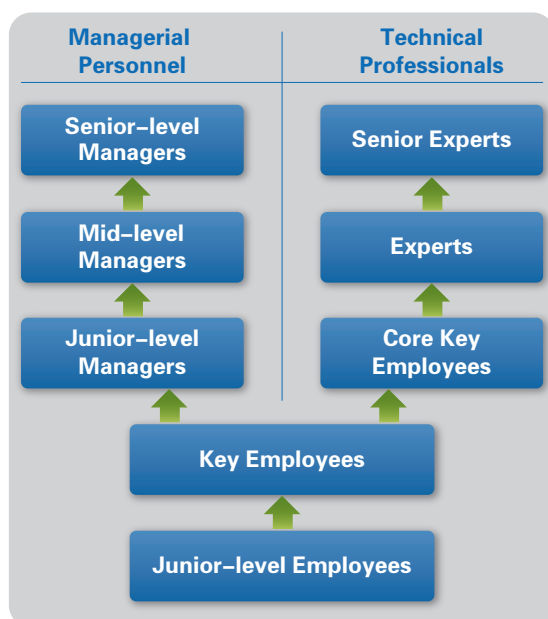 Managerial
Personnel
Technical
Professionals
Senior–level
Managers
Senior Experts
Mid–level
Managers
Experts
Junior–level
Managers
Core Key
Employees
Key Employees
Junior–level Employees